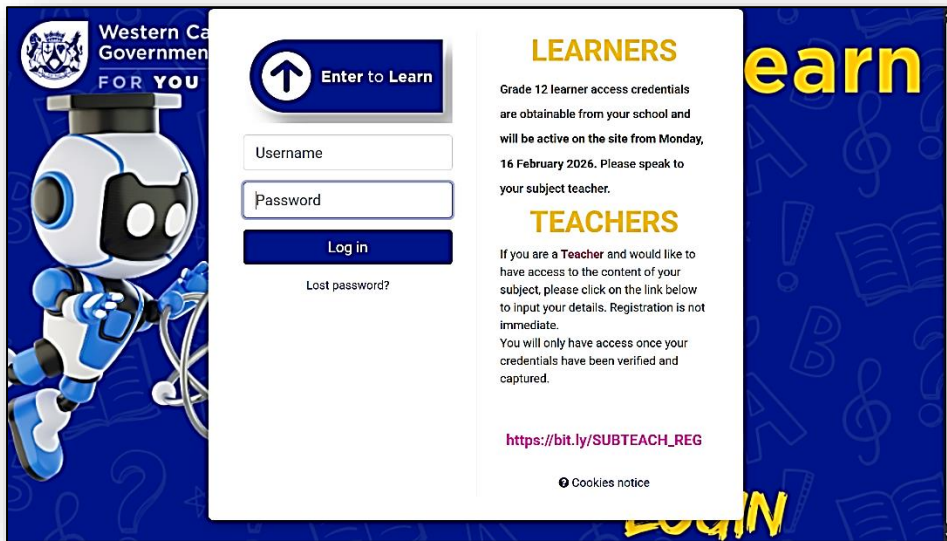 Western Ca
Governmen
FOR YOU
Enter to Learn
Username
Password
Log in
Lost password?
LEARNERS
Grade 12 learner access credentials
are obtainable from your school and
will be active on the site from Monday,
16 February 2026. Please speak to
your subject teacher.
TEACHERS
If you are a Teacher and would like to
have access to the content of your
subject, please click on the link below
to input your details. Registration is not
immediate.
You will only have access once your
credentials have been verified and
captured.
https://bit.ly/SUBTEACH_REG
Cookies notice
earn
LOGIN